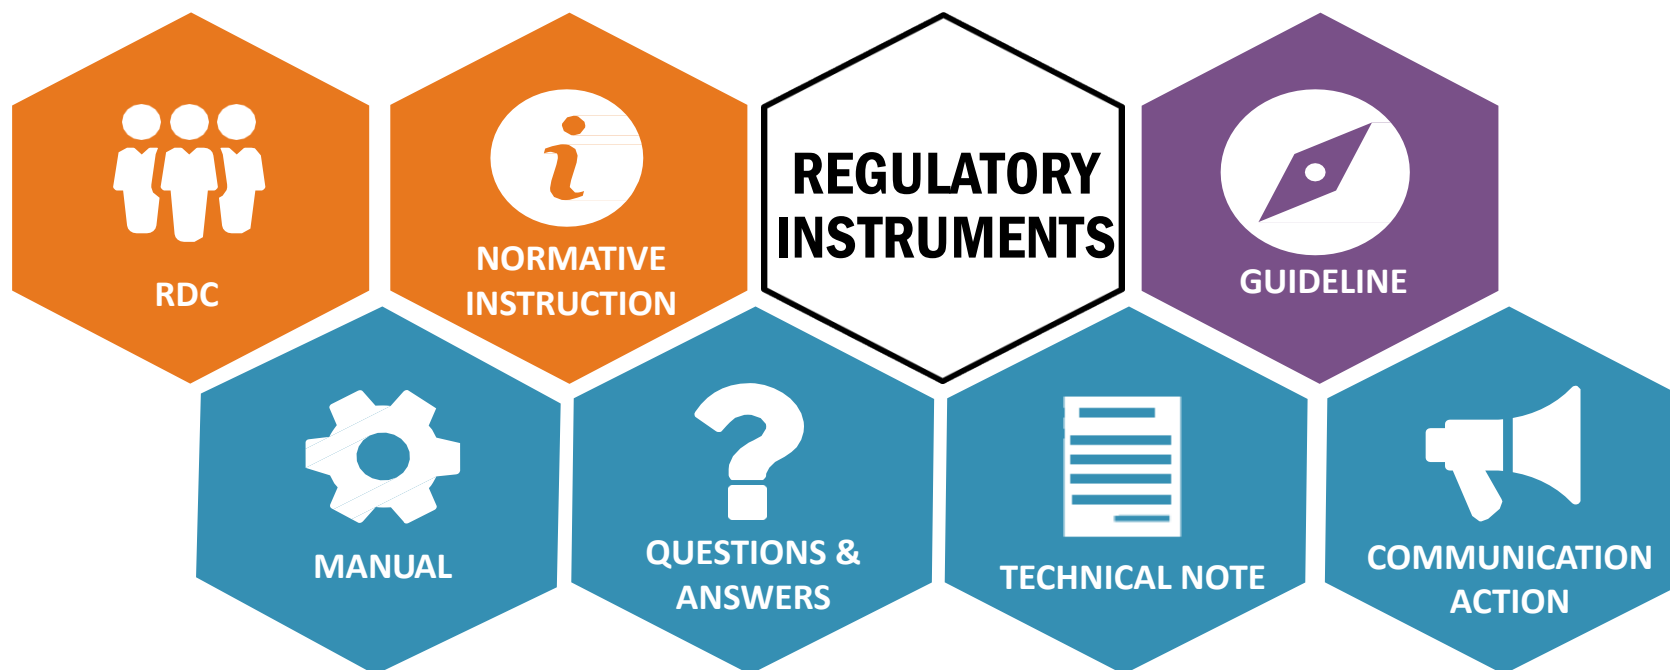 RDC
NORMATIVE
INSTRUCTION
REGULATORY
INSTRUMENTS
GUIDELINE
MANUAL
QUESTIONS &
ANSWERS
TECHNICAL NOTE
COMMUNICATION
ACTION